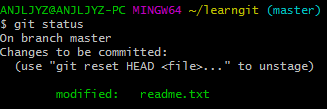 ANJLJYZ@ANJLJYZ-PC MINGW64 ~/learngit (master)
$ git status
On branch master
Changes to be committed:
  (use "git reset HEAD <file>..." to unstage)

        modified:   readme.txt